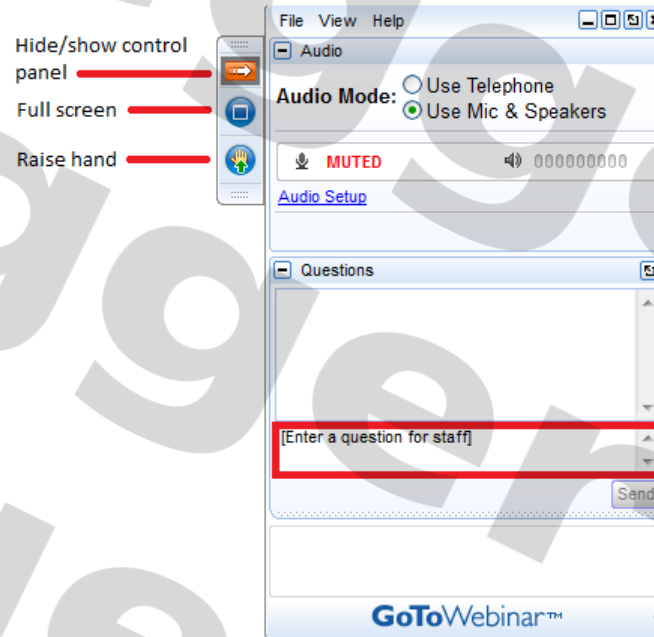 File View Help
Hide/show control
panel
Audio
Audio Mode:
Use Telephone
Use Mic & Speakers
Full screen
Raise hand
MUTED
000000000
Audio Setup
Questions
[Enter a question for staff]
Send
GoToWebinar™